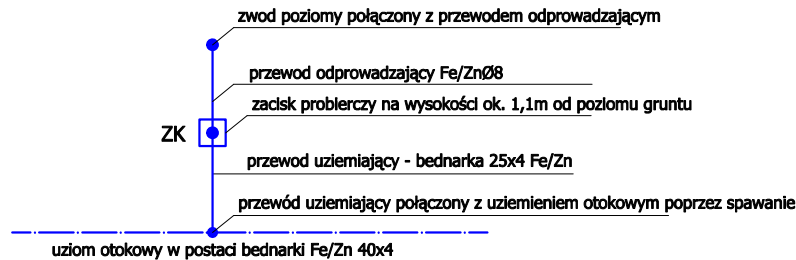 zwod poziomy połączony z przewodem odprowadzającym
przewod odprowadzający Fe/ZnØ8
zacisk probierczy na wysokości ok. 1,1m od poziomu gruntu
ZK
przewod uziemiający - bednarka 25x4 Fe/Zn
przewód uziemiający połączony z uziemieniem otokowym poprzez spawanie
uziom otokowy w postaci bednarki Fe/Zn 40x4